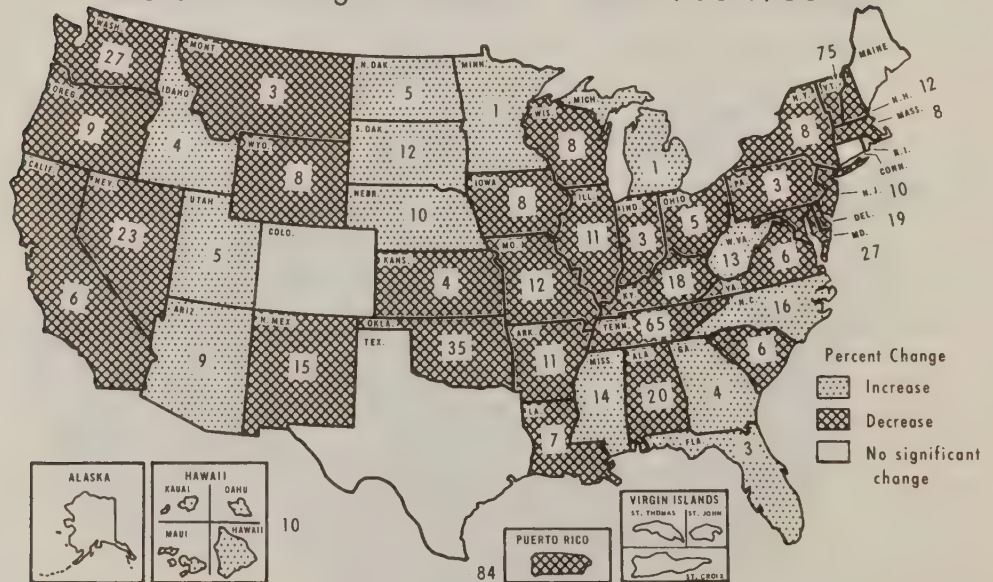 WASH.
27
MONT.
3
N. DAK.
5
MINN.
1
75
MAINE
OREG.
9
IDAHO
4
S. DAK.
12
WIS.
8
MICH.
1
N.Y.
8
VT.
N.H. 12
MASS. 8
R.I.
CONN.
WYO.
8
NEBR.
10
IOWA
8
CALIF.
6
NEV.
23
UTAH
5
COLO.
KANS.
4
MO.
12
ILL.
11
IND.
3
OHIO
5
PA.
3
N.J. 10
DEL. 19
MD.
27
W.VA.
13
VA.
6
KY.
18
ARIZ.
9
N. MEX.
15
OKLA.
35
TEX.
ARK.
11
TENN.
65
N.C.
16
6
MISS.
14
ALA.
20
GA.
4
LA.
7
FLA.
3
Percent Change
Increase
Decrease
No significant
change
ALASKA
HAWAII
KAUAI
OAHU
MAUI
HAWAII
10
84
PUERTO RICO
VIRGIN ISLANDS
ST. THOMAS
ST. JOHN
ST. CROIX